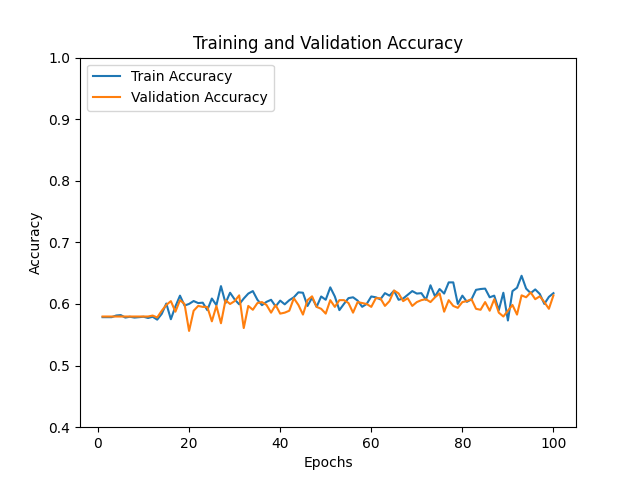 Training and Validation Accuracy
Train Accuracy
Validation Accuracy
1.0
0.9
0.8
0.7
0.6
0.5
0.4
Accuracy
0 20 40 60 80 100
Epochs